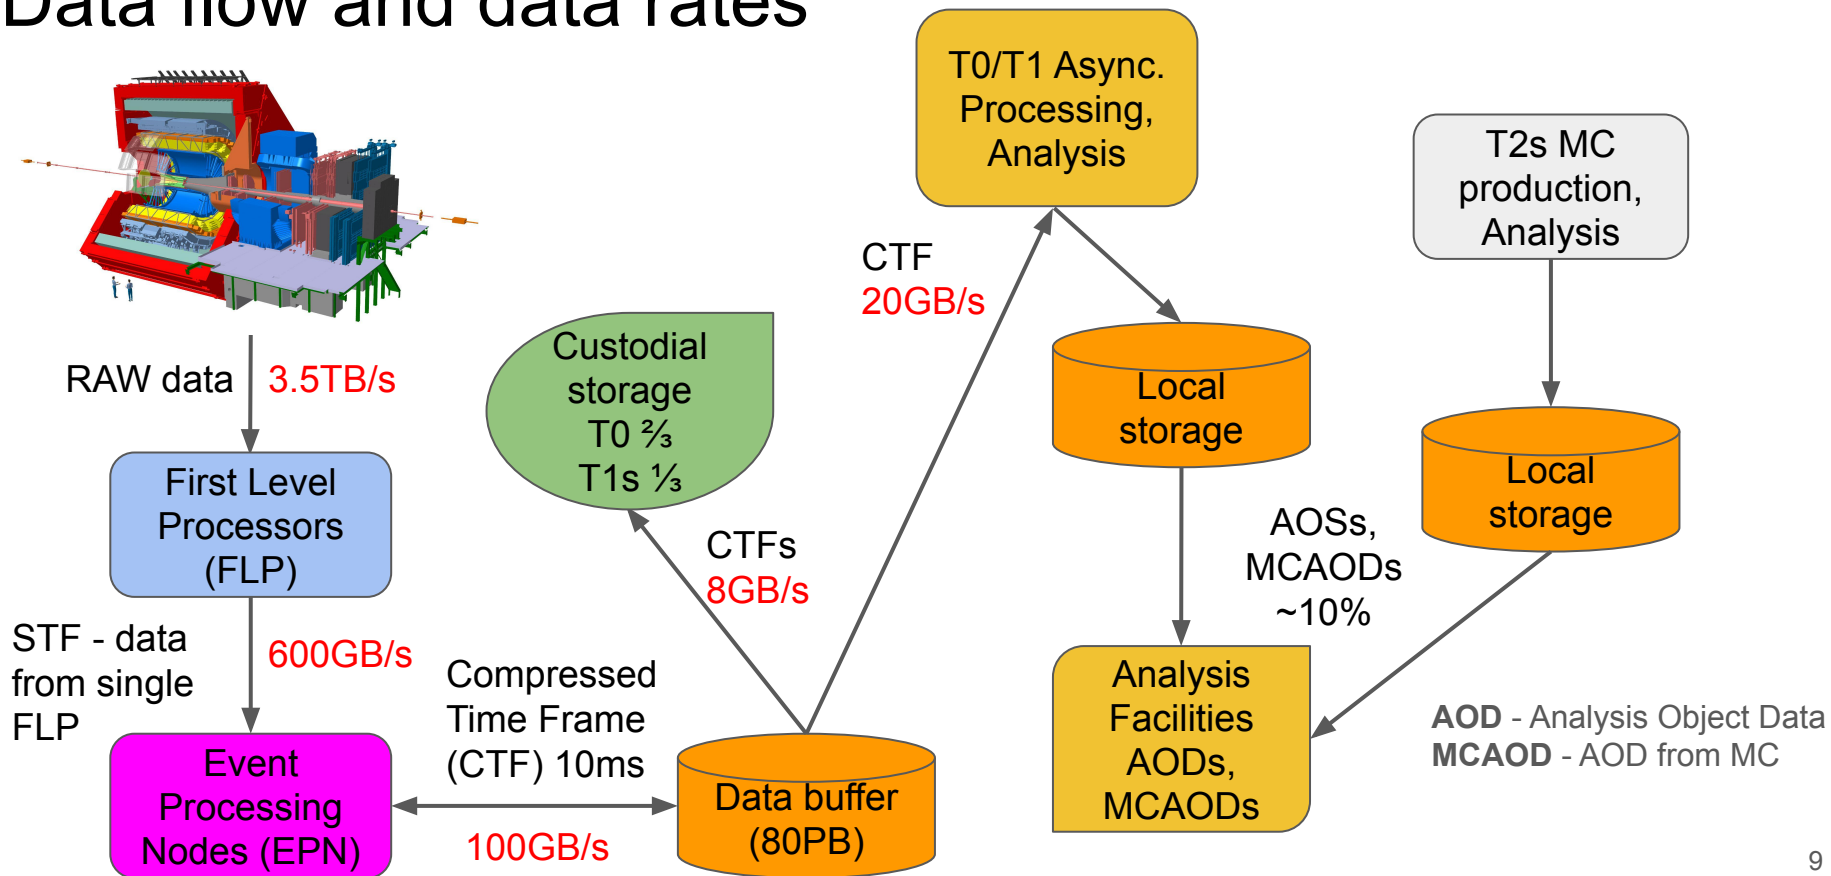 Data flow and data rates
T0/T1 Async.
Processing,
Analysis
T2s MC
production,
Analysis
CTF
20GB/s
Custodial
storage
T0 ⅔
T1s ⅓
RAW data
3.5TB/s
Local
storage
First Level
Processors
(FLP)
Local
storage
AOSs,
MCAODs
~10%
CTFs
8GB/s
STF - data
from single
FLP
600GB/s
Compressed
Time Frame
(CTF) 10ms
100GB/s
Event
Processing
Nodes (EPN)
Data buffer
(80PB)
Analysis
Facilities
AODs,
MCAODs
AOD - Analysis Object Data
MCAOD - AOD from MC
9